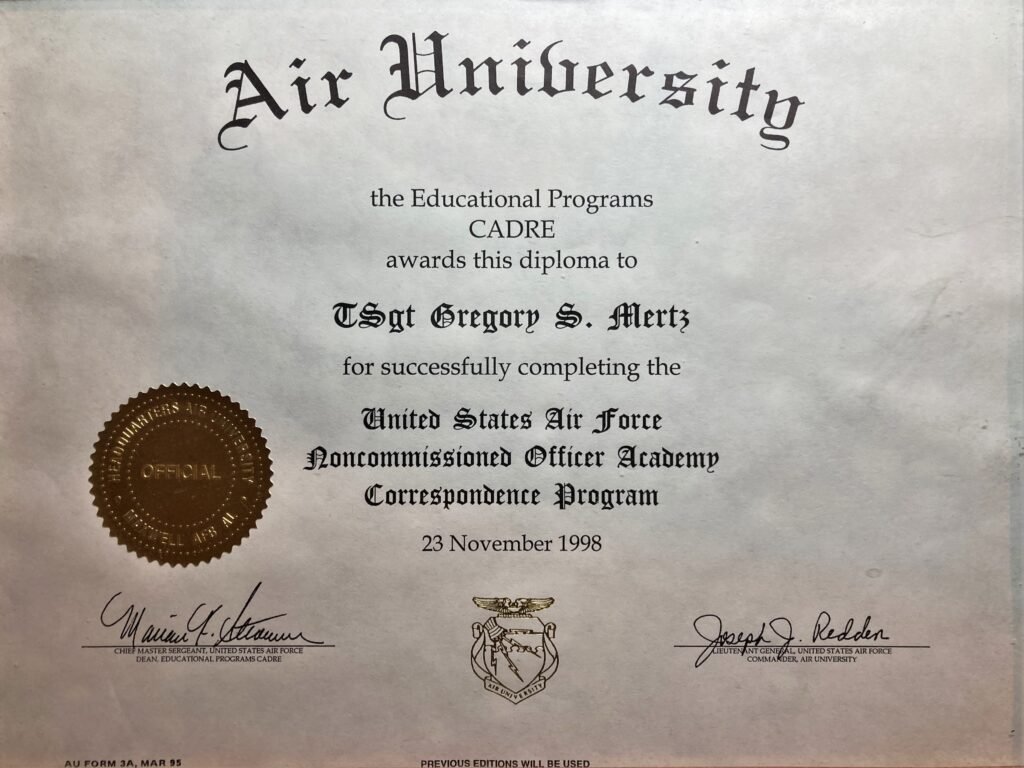 Air University
the Educational Programs
CADRE
awards this diploma to
TSgt Gregory S. Mertz
for successfully completing the
United States Air Force
Noncommissioned Officer Academy
Correspondence Program
23 November 1998
HEADQUARTERS AIR UNIVERSITY
OFFICIAL
MAXWELL AFB AL
CHIEF MASTER SERGEANT, UNITED STATES AIR FORCE
DEAN, EDUCATIONAL PROGRAMS CADRE
AIR UNIVERSITY
Joseph J. Redden
LIEUTENANT GENERAL, UNITED STATES AIR FORCE
COMMANDER, AIR UNIVERSITY
AU FORM 3A, MAR 95
PREVIOUS EDITIONS WILL BE USED